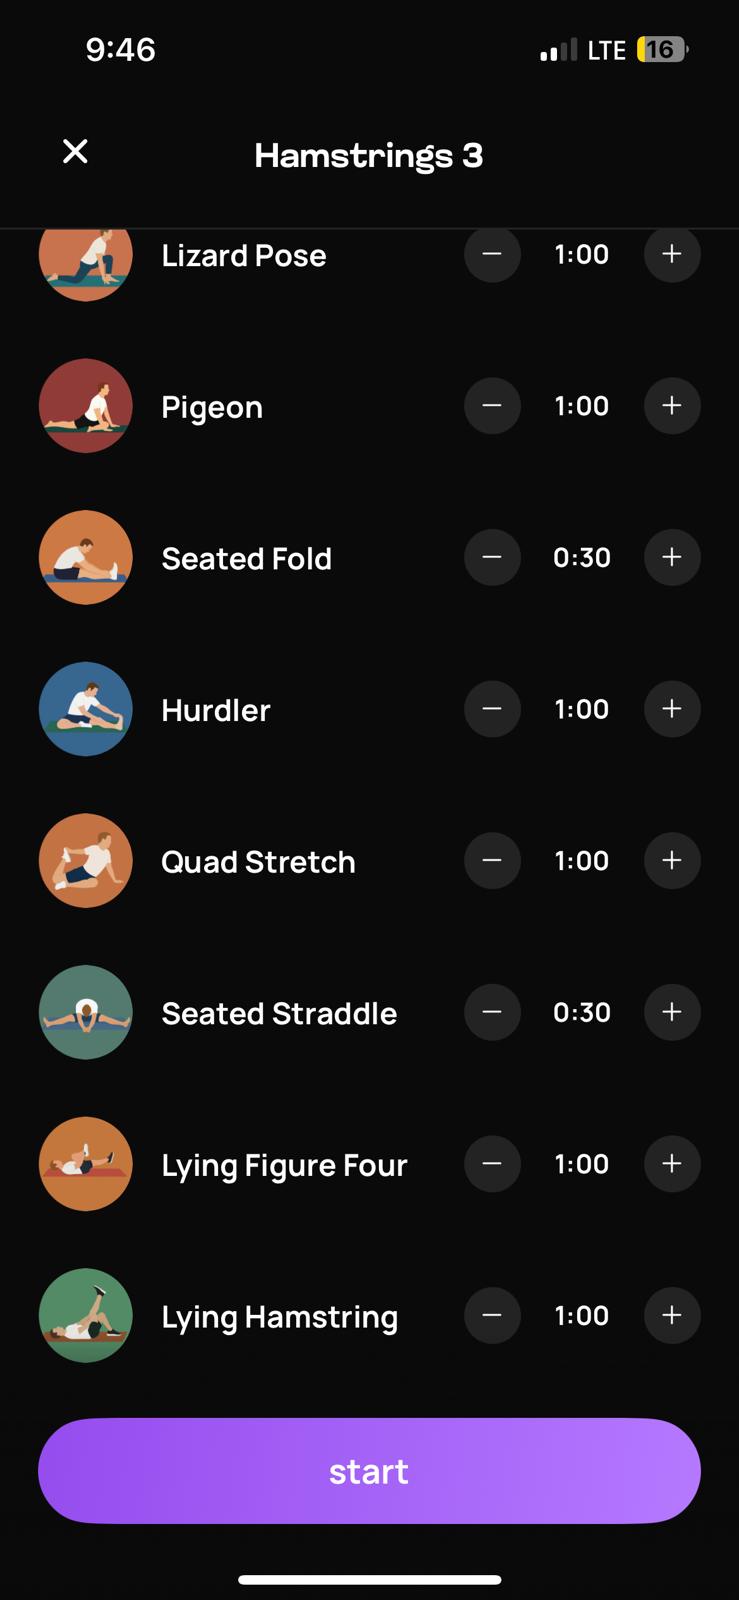 9:46 LTE 16
Hamstrings 3
Lizard Pose − 1:00 +
Pigeon − 1:00 +
Seated Fold − 0:30 +
Hurdler − 1:00 +
Quad Stretch − 1:00 +
Seated Straddle − 0:30 +
Lying Figure Four − 1:00 +
Lying Hamstring − 1:00 +
start